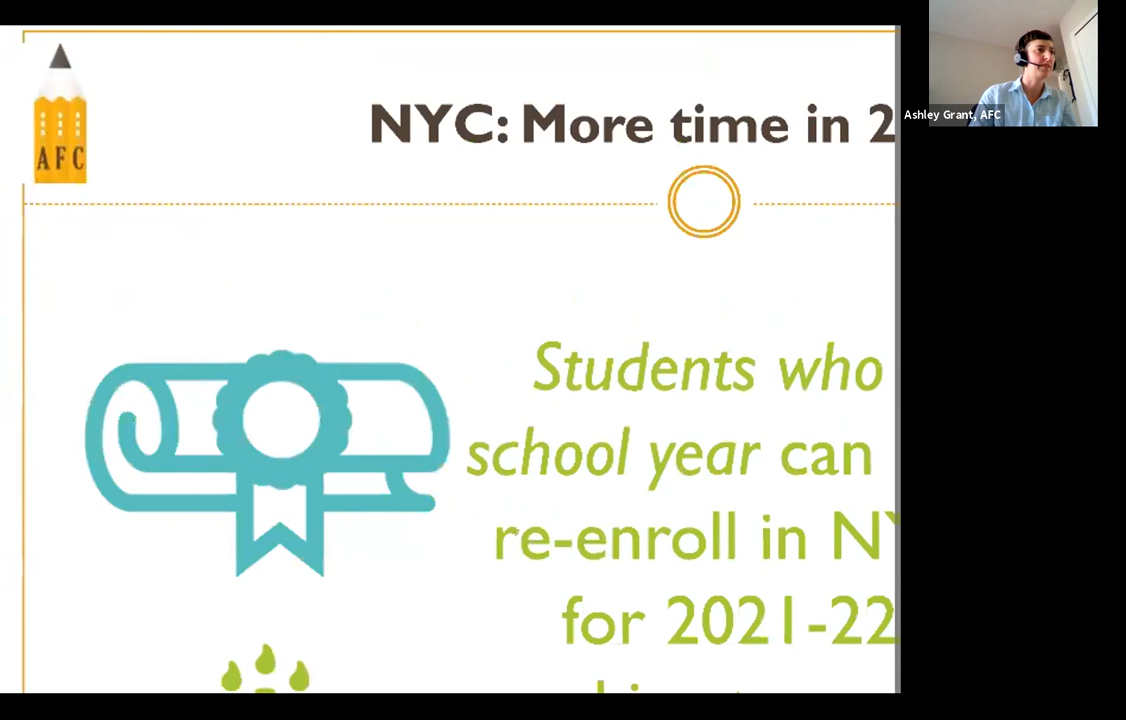 AFC
NYC: More time in 2
Ashley Grant, AFC
Students who
school year can
re-enroll in NY
for 2021-22